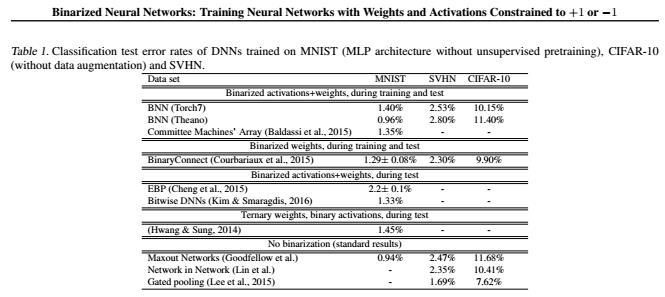 Binarized Neural Networks: Training Neural Networks with Weights and Activations Constrained to +1 or −1
Table 1. Classification test error rates of DNNs trained on MNIST (MLP architecture without unsupervised pretraining), CIFAR-10
(without data augmentation) and SVHN.
Data set MNIST SVHN CIFAR-10
Binarized activations+weights, during training and test
BNN (Torch7) 1.40% 2.53% 10.15%
BNN (Theano) 0.96% 2.80% 11.40%
Committee Machines' Array (Baldassi et al., 2015) 1.35% - -
Binarized weights, during training and test
BinaryConnect (Courbariaux et al., 2015) 1.29± 0.08% 2.30% 9.90%
Binarized activations+weights, during test
EBP (Cheng et al., 2015) 2.2± 0.1% - -
Bitwise DNNs (Kim & Smaragdis, 2016) 1.33% - -
Ternary weights, binary activations, during test
(Hwang & Sung, 2014) 1.45% - -
No binarization (standard results)
Maxout Networks (Goodfellow et al.) 0.94% 2.47% 11.68%
Network in Network (Lin et al.) - 2.35% 10.41%
Gated pooling (Lee et al., 2015) - 1.69% 7.62%